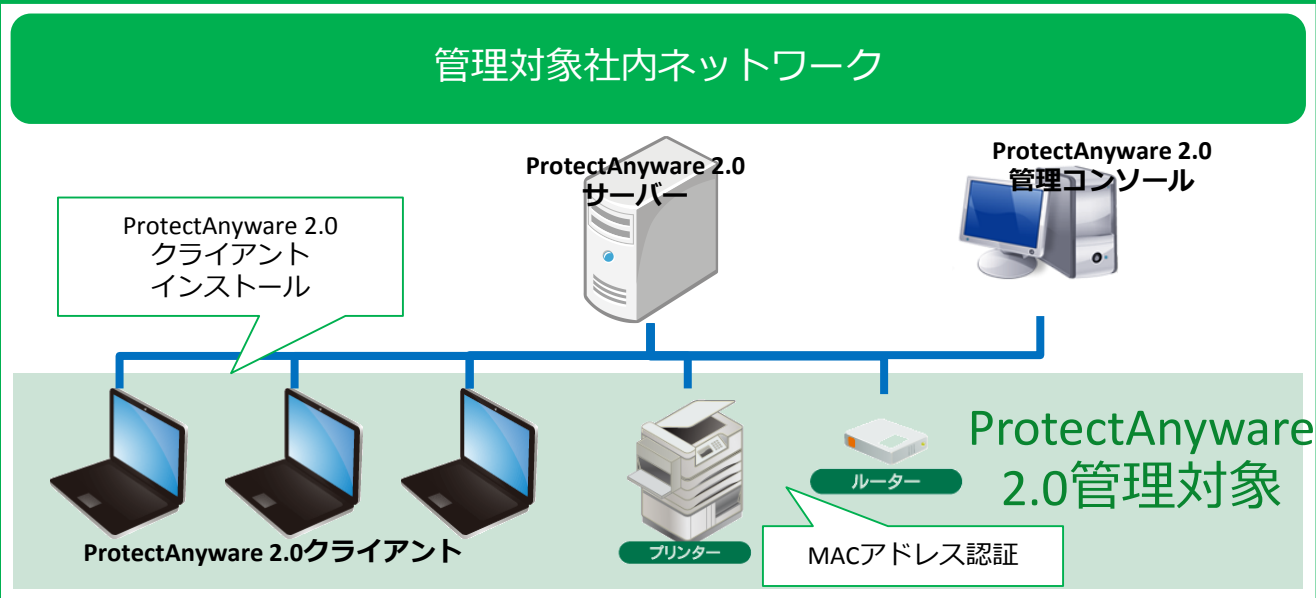 管理対象社内ネットワーク
ProtectAnyware 2.0
サーバー
ProtectAnyware 2.0
管理コンソール
ProtectAnyware 2.0
クライアント
インストール
ProtectAnyware
2.0管理対象
ルーター
プリンター
ProtectAnyware 2.0クライアント
MACアドレス認証